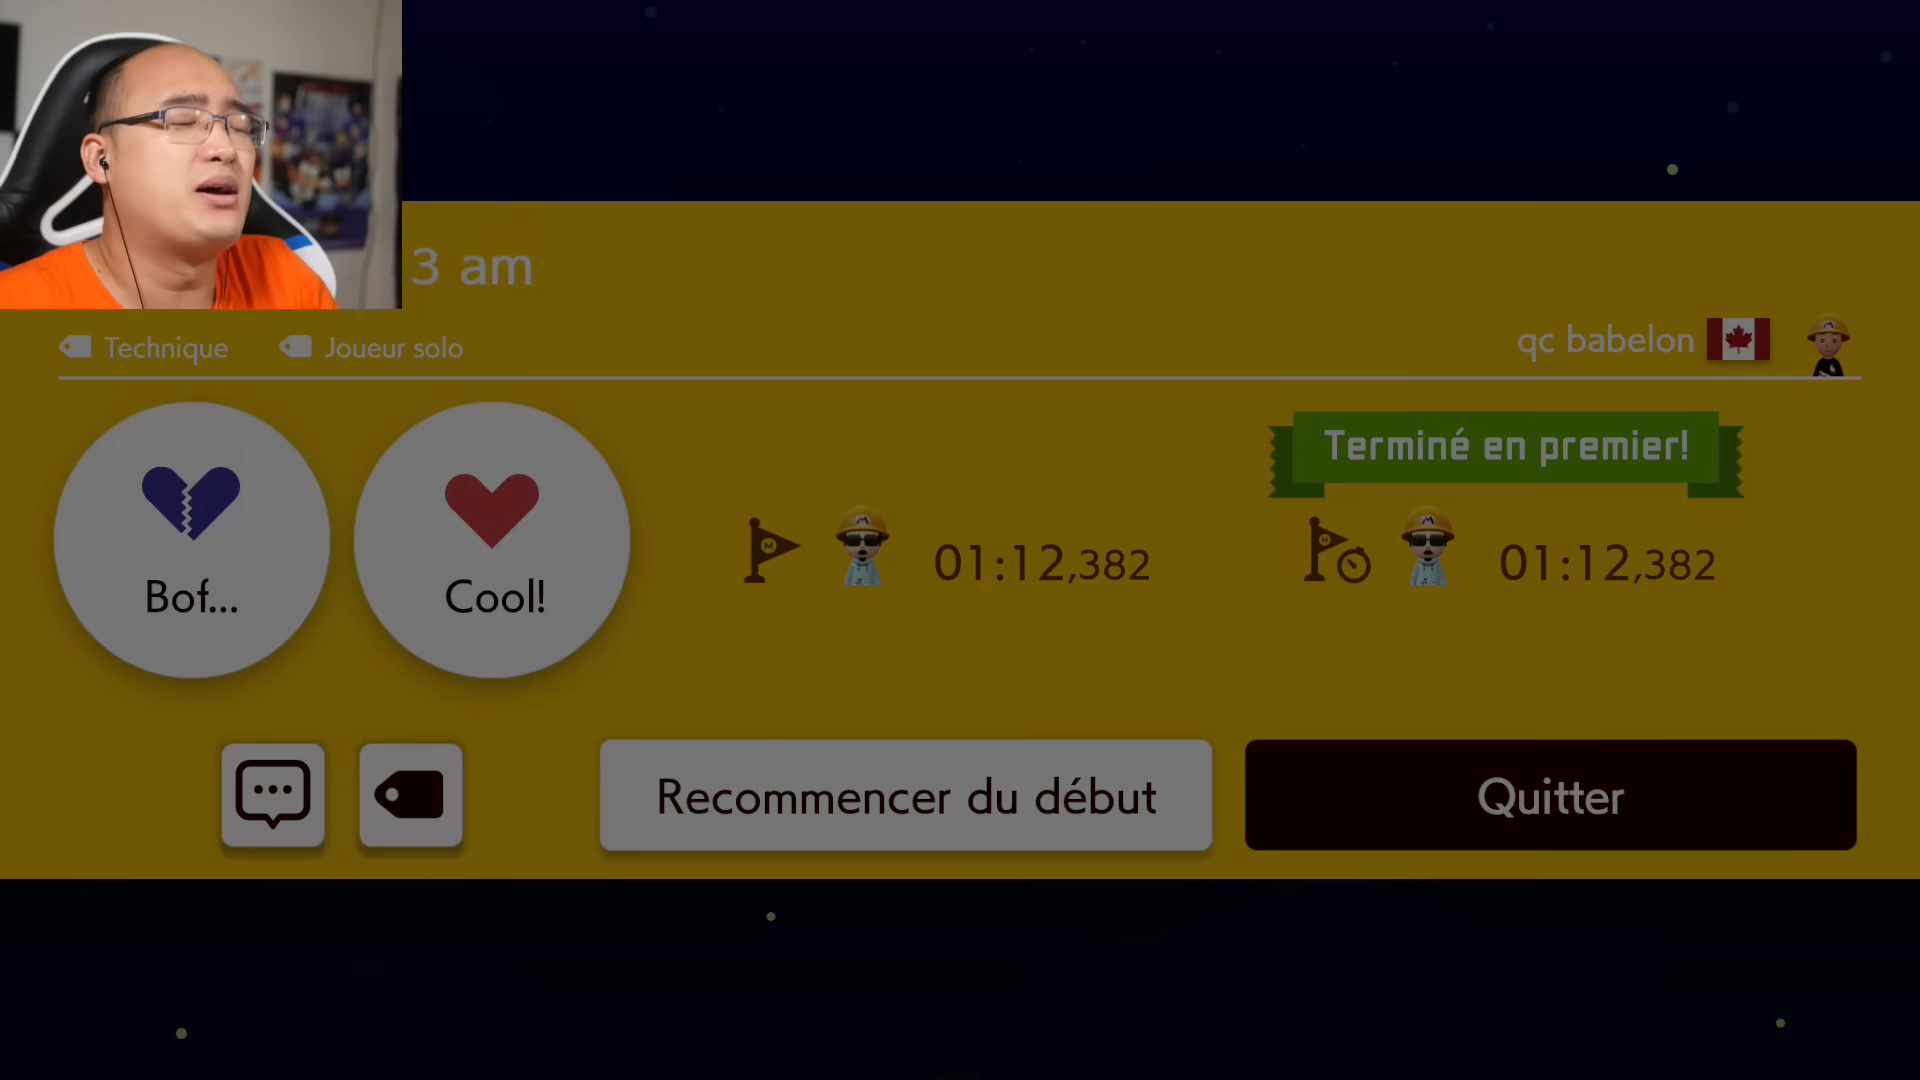 3 am
Technique
Joueur solo
qc babelon
Terminé en premier!
01:12,382
01:12,382
Bof...
Cool!
Recommencer du début
Quitter